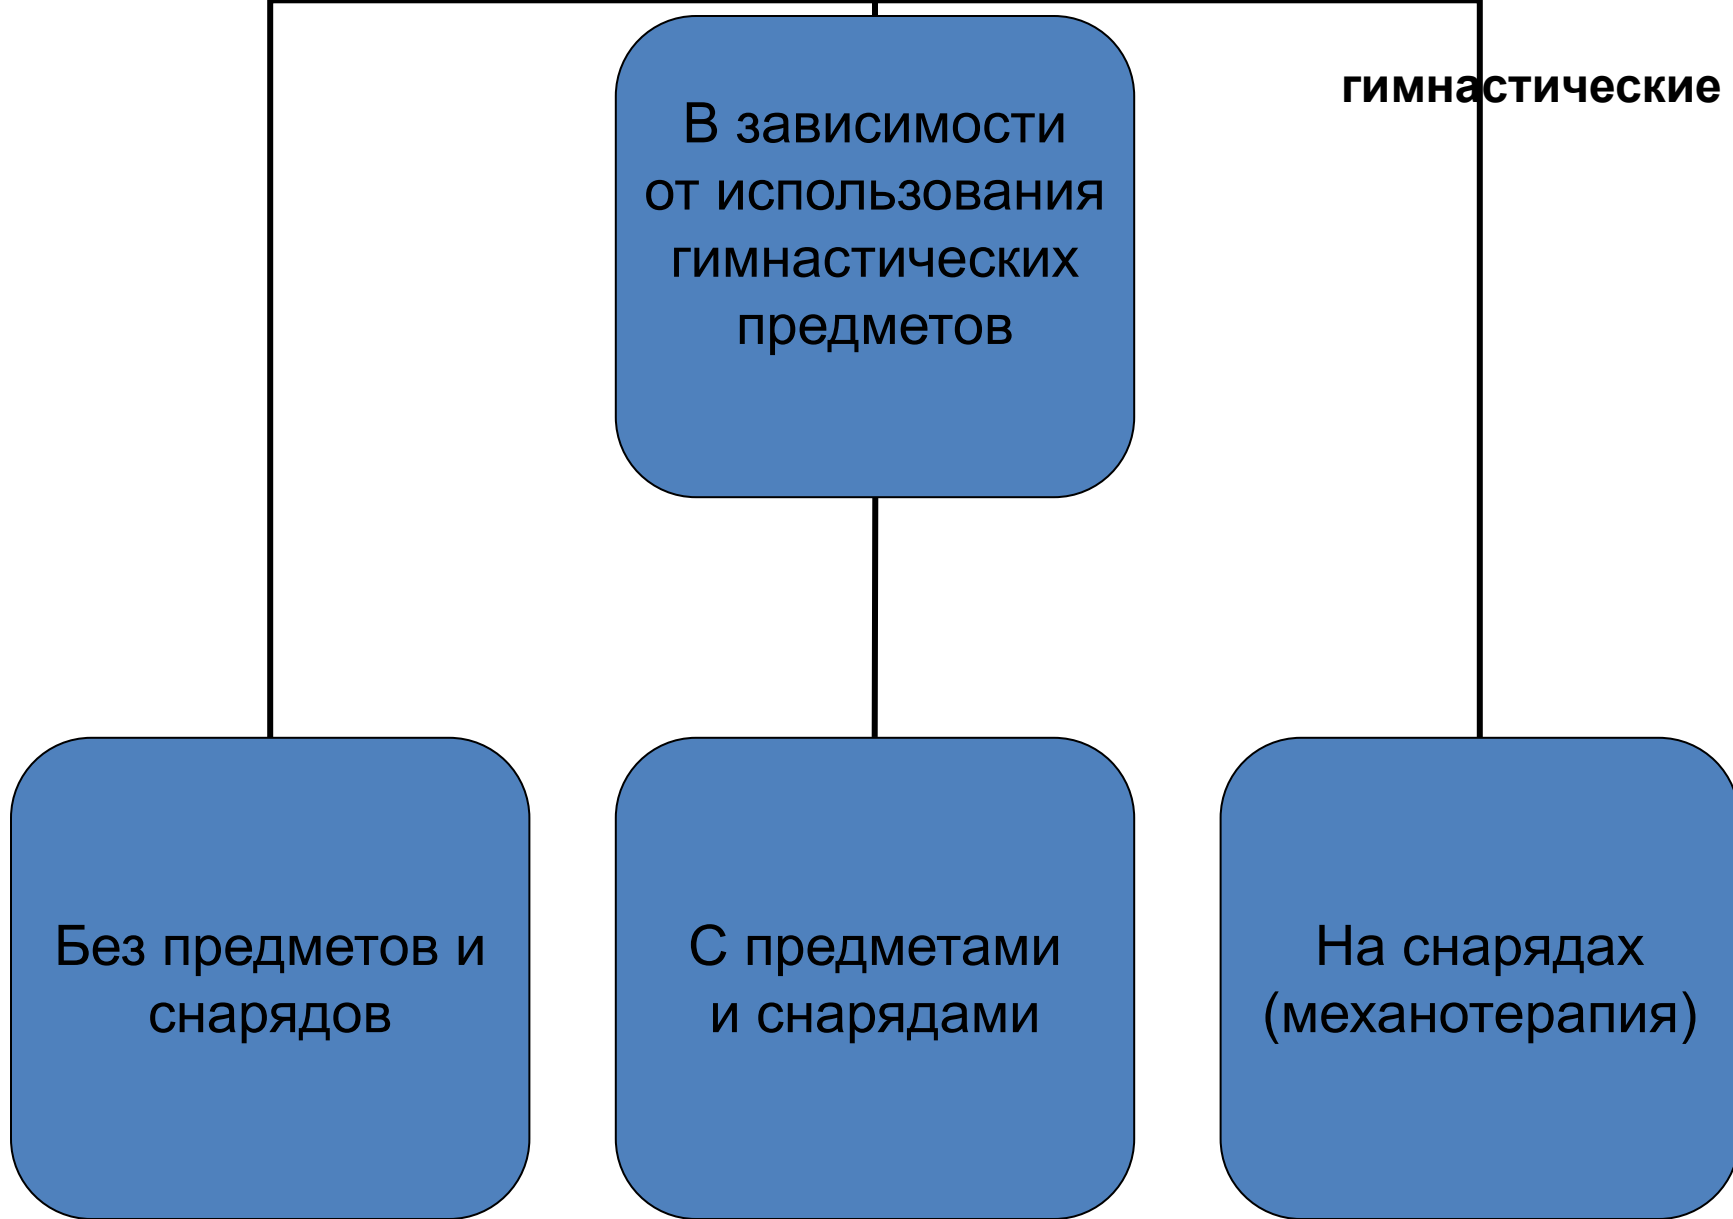 гимнастические
В зависимости
от использования
гимнастических
предметов
Без предметов и
снарядов
С предметами
и снарядами
На снарядах
(механотерапия)